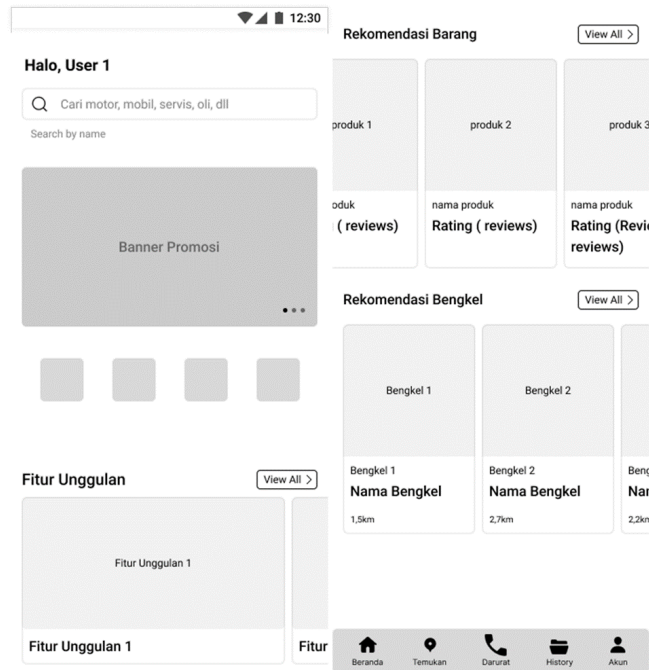 12:30
Halo, User 1
Cari motor, mobil, servis, oli, dll
Search by name
Banner Promosi
Fitur Unggulan
View All
Fitur Unggulan 1
Fitur Unggulan 1
Fitur
Rekomendasi Barang
View All
produk 1
produk 2
produk 3
oduk
nama produk
nama produk
( reviews)
Rating ( reviews)
Rating (Revi
reviews)
Rekomendasi Bengkel
View All
Bengkel 1
Bengkel 2
Bengkel 1
Bengkel 2
Beng
Nama Bengkel
Nama Bengkel
Nar
1,5km
2,7km
2,2kn
Beranda
Temukan
Darurat
History
Akun